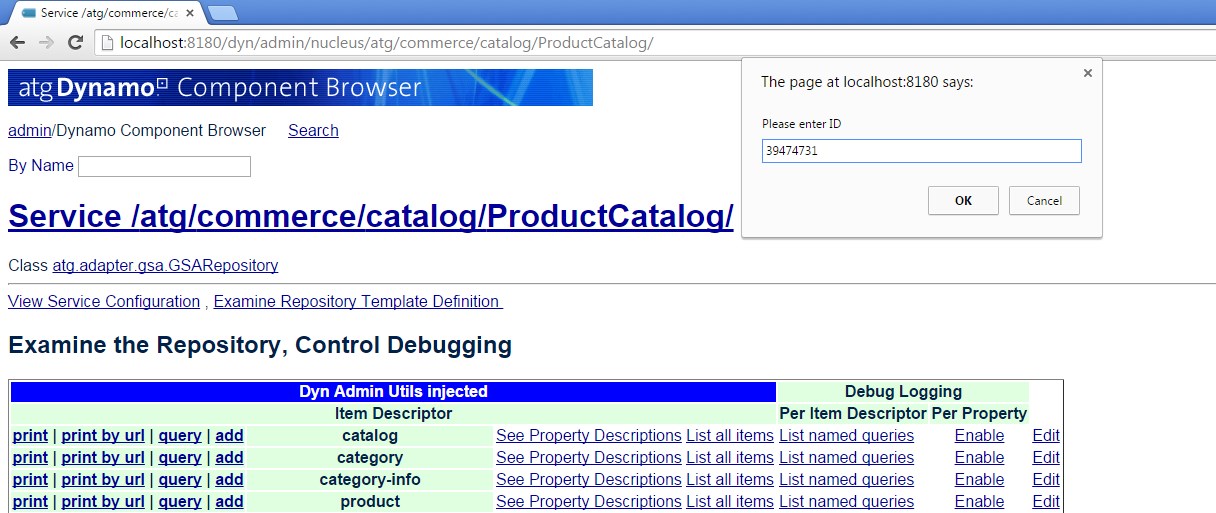 Service /atg/commerce/ca
localhost:8180/dyn/admin/nucleus/atg/commerce/catalog/ProductCatalog/
atg Dynamo Component Browser
The page at localhost:8180 says:
Please enter ID
39474731
OK Cancel
admin/Dynamo Component Browser Search
By Name
Service /atg/commerce/catalog/ProductCatalog/
Class atg.adapter.gsa.GSARepository
View Service Configuration , Examine Repository Template Definition
Examine the Repository, Control Debugging
Dyn Admin Utils injected Debug Logging
Item Descriptor Per Item Descriptor Per Property
print | print by url | query | add catalog See Property Descriptions List all items List named queries Enable Edit
print | print by url | query | add category See Property Descriptions List all items List named queries Enable Edit
print | print by url | query | add category-info See Property Descriptions List all items List named queries Enable Edit
print | print by url | query | add product See Property Descriptions List all items List named queries Enable Edit